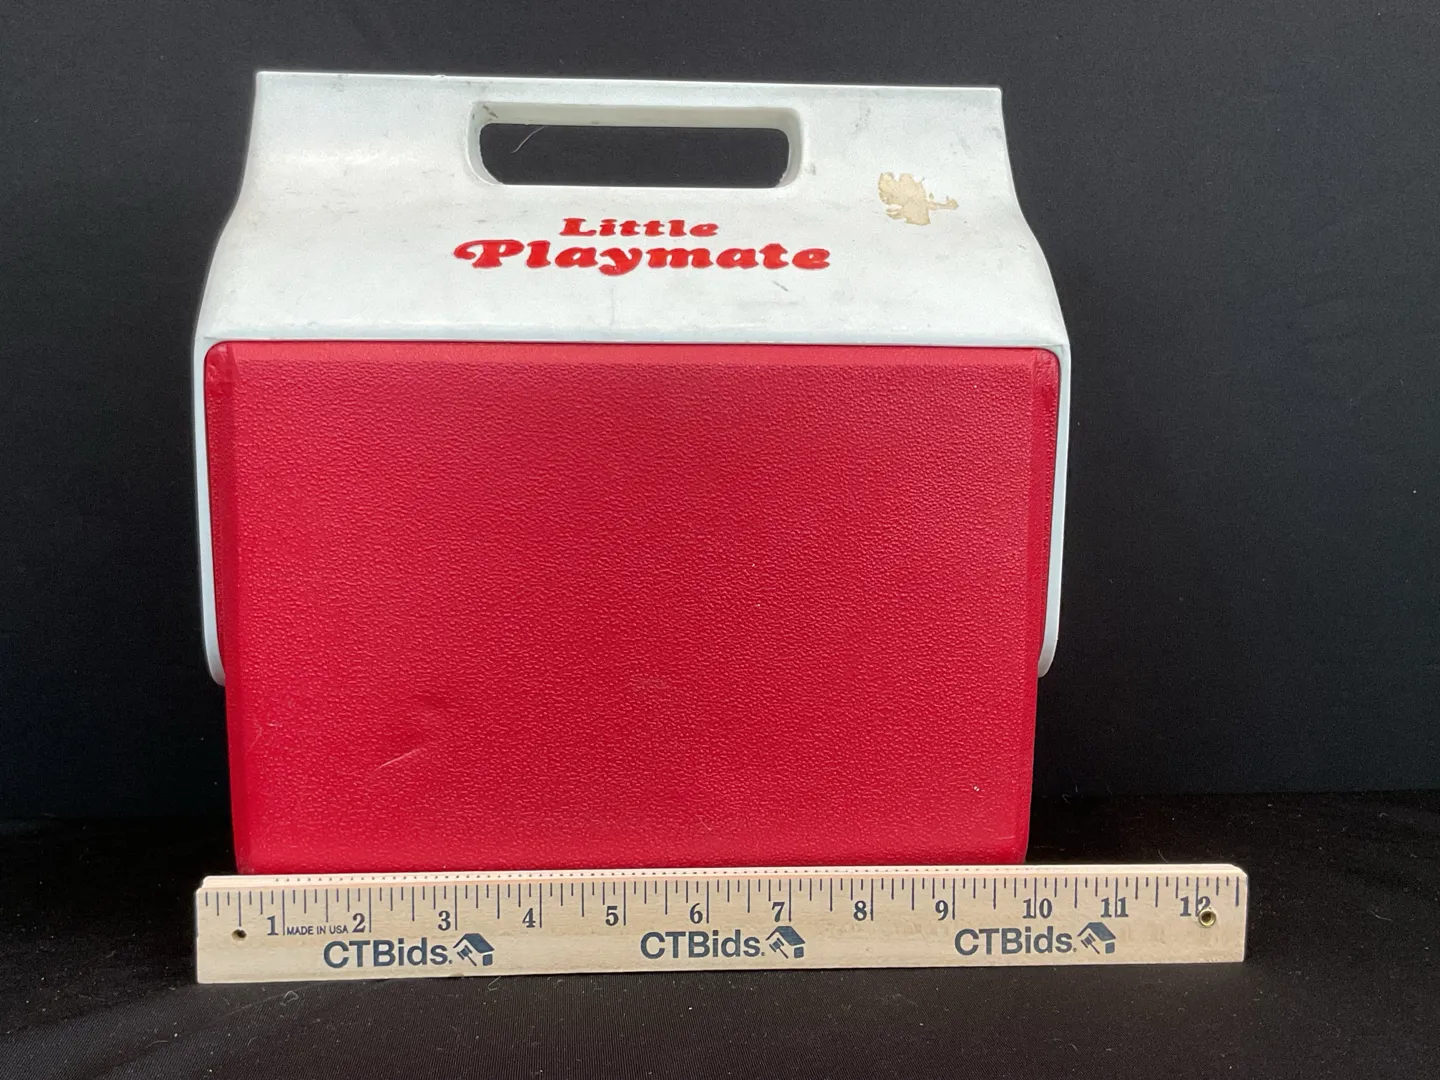 Little
Playmate
1 2 3 4 5 6 7 8 9 10 11 12
MADE IN USA
CTBids. CTBids. CTBids.